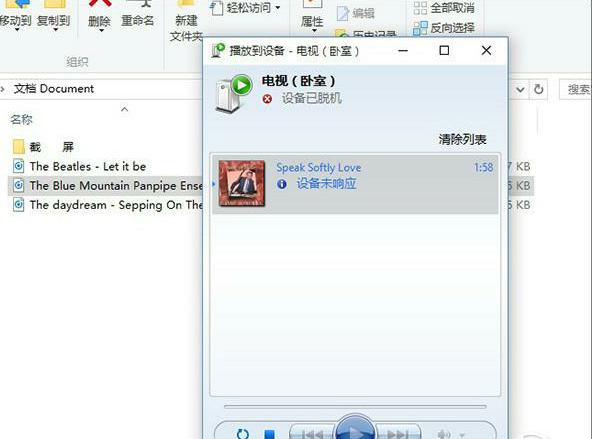 移动到 复制到 删除 重命名 新建
文件夹 轻松访问 属性 编辑
历史记录
全部取消
反向选择
组织
文档 Document
搜索
名称
截 屏
The Beatles - Let it be
The Blue Mountain Panpipe Ense
The daydream - Sepping On The
KB
KB
KB
播放到设备 - 电视（卧室）
电视（卧室）
设备已脱机
清除列表
Speak Softly Love 1:58
设备未响应